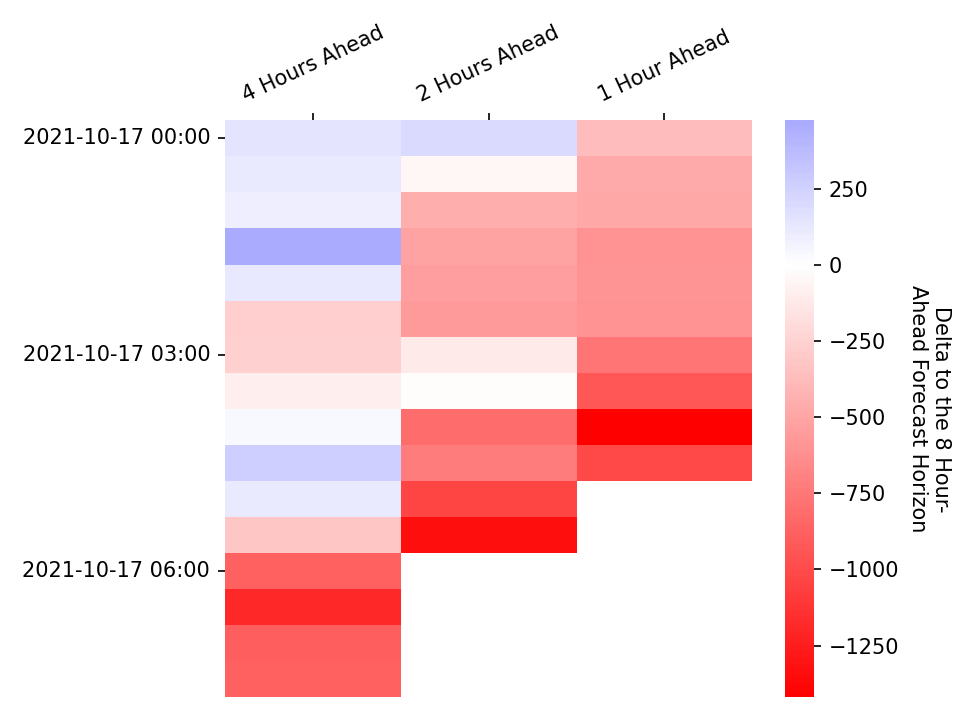 4 Hours Ahead
2 Hours Ahead
1 Hour Ahead
2021-10-17 00:00
2021-10-17 03:00
2021-10-17 06:00
250
0
−250
−500
−750
−1000
−1250
Delta to the 8 Hour-
Ahead Forecast Horizon